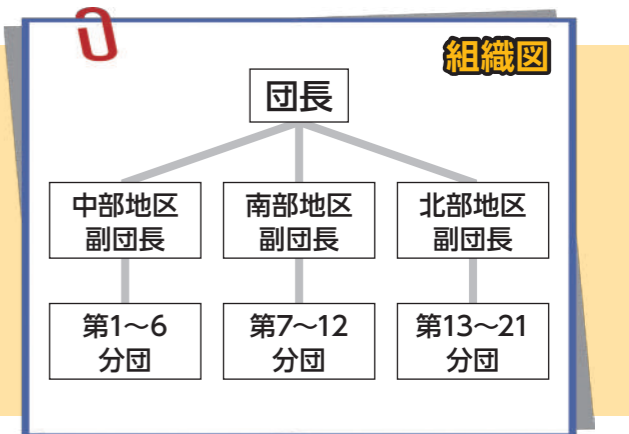 組織図
団長
中部地区
副団長
南部地区
副団長
北部地区
副団長
第1〜6
分団
第7〜12
分団
第13〜21
分団